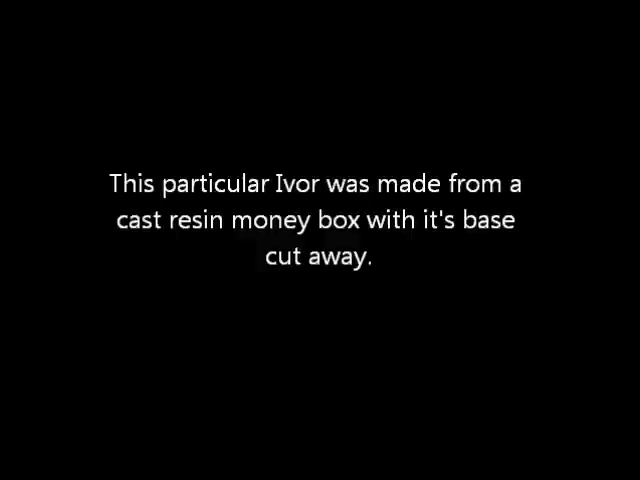 This particular Ivor was made from a
cast resin money box with it's base
cut away.